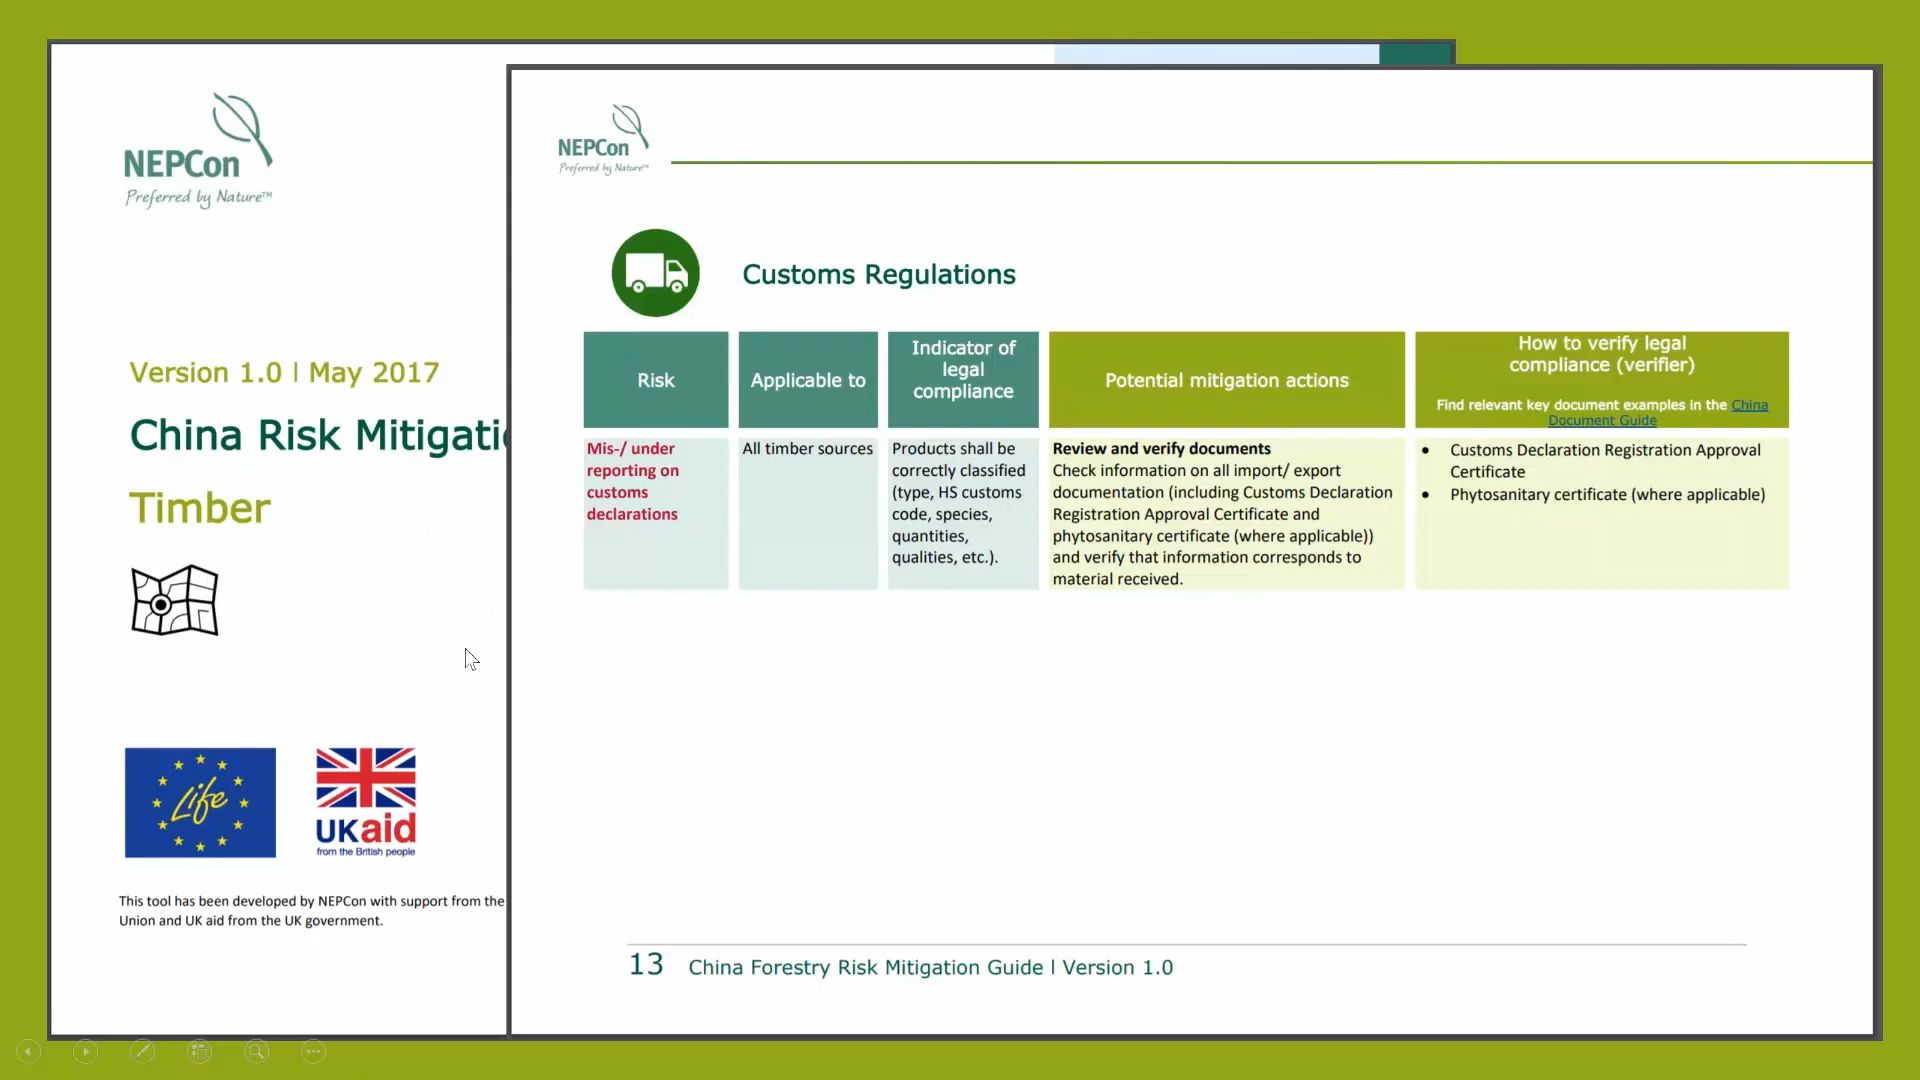 NEPCon
Preferred by Nature™
Version 1.0 | May 2017
China Risk
Timber
Life
UKaid
from the British people
This tool has been developed by NEPCon with support from the
Union and UK aid from the UK government.
NEPCon
Preferred by Nature™
Customs Regulations
Risk
Applicable to
Indicator of
legal
compliance
Potential mitigation actions
How to verify legal
compliance (verifier)
Find relevant key document examples in the China
Document Guide
Mis-/ under
reporting on
customs
declarations
All timber sources
Products shall be
correctly classified
(type, HS customs
code, species,
quantities,
qualities, etc.).
Review and verify documents
Check information on all import/ export
documentation (including Customs Declaration
Registration Approval Certificate and
phytosanitary certificate (where applicable))
and verify that information corresponds to
material received.
• Customs Declaration Registration Approval
Certificate
• Phytosanitary certificate (where applicable)
13 China Forestry Risk Mitigation Guide | Version 1.0